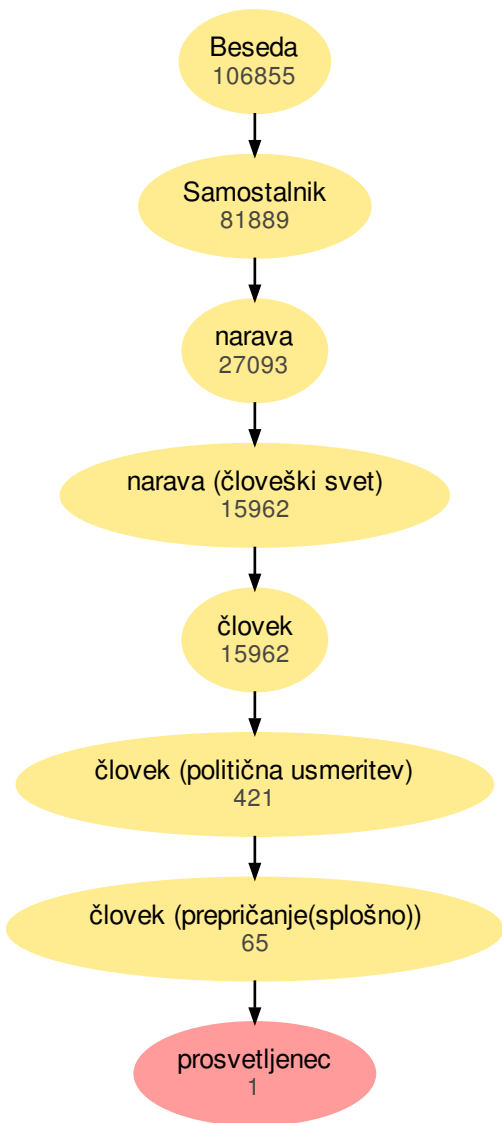 Beseda
106855
Samostalnik
81889
narava
27093
narava (človeški svet)
15962
človek
15962
človek (politična usmeritev)
421
človek (prepričanje(splošno))
65
prosvetljenec
1